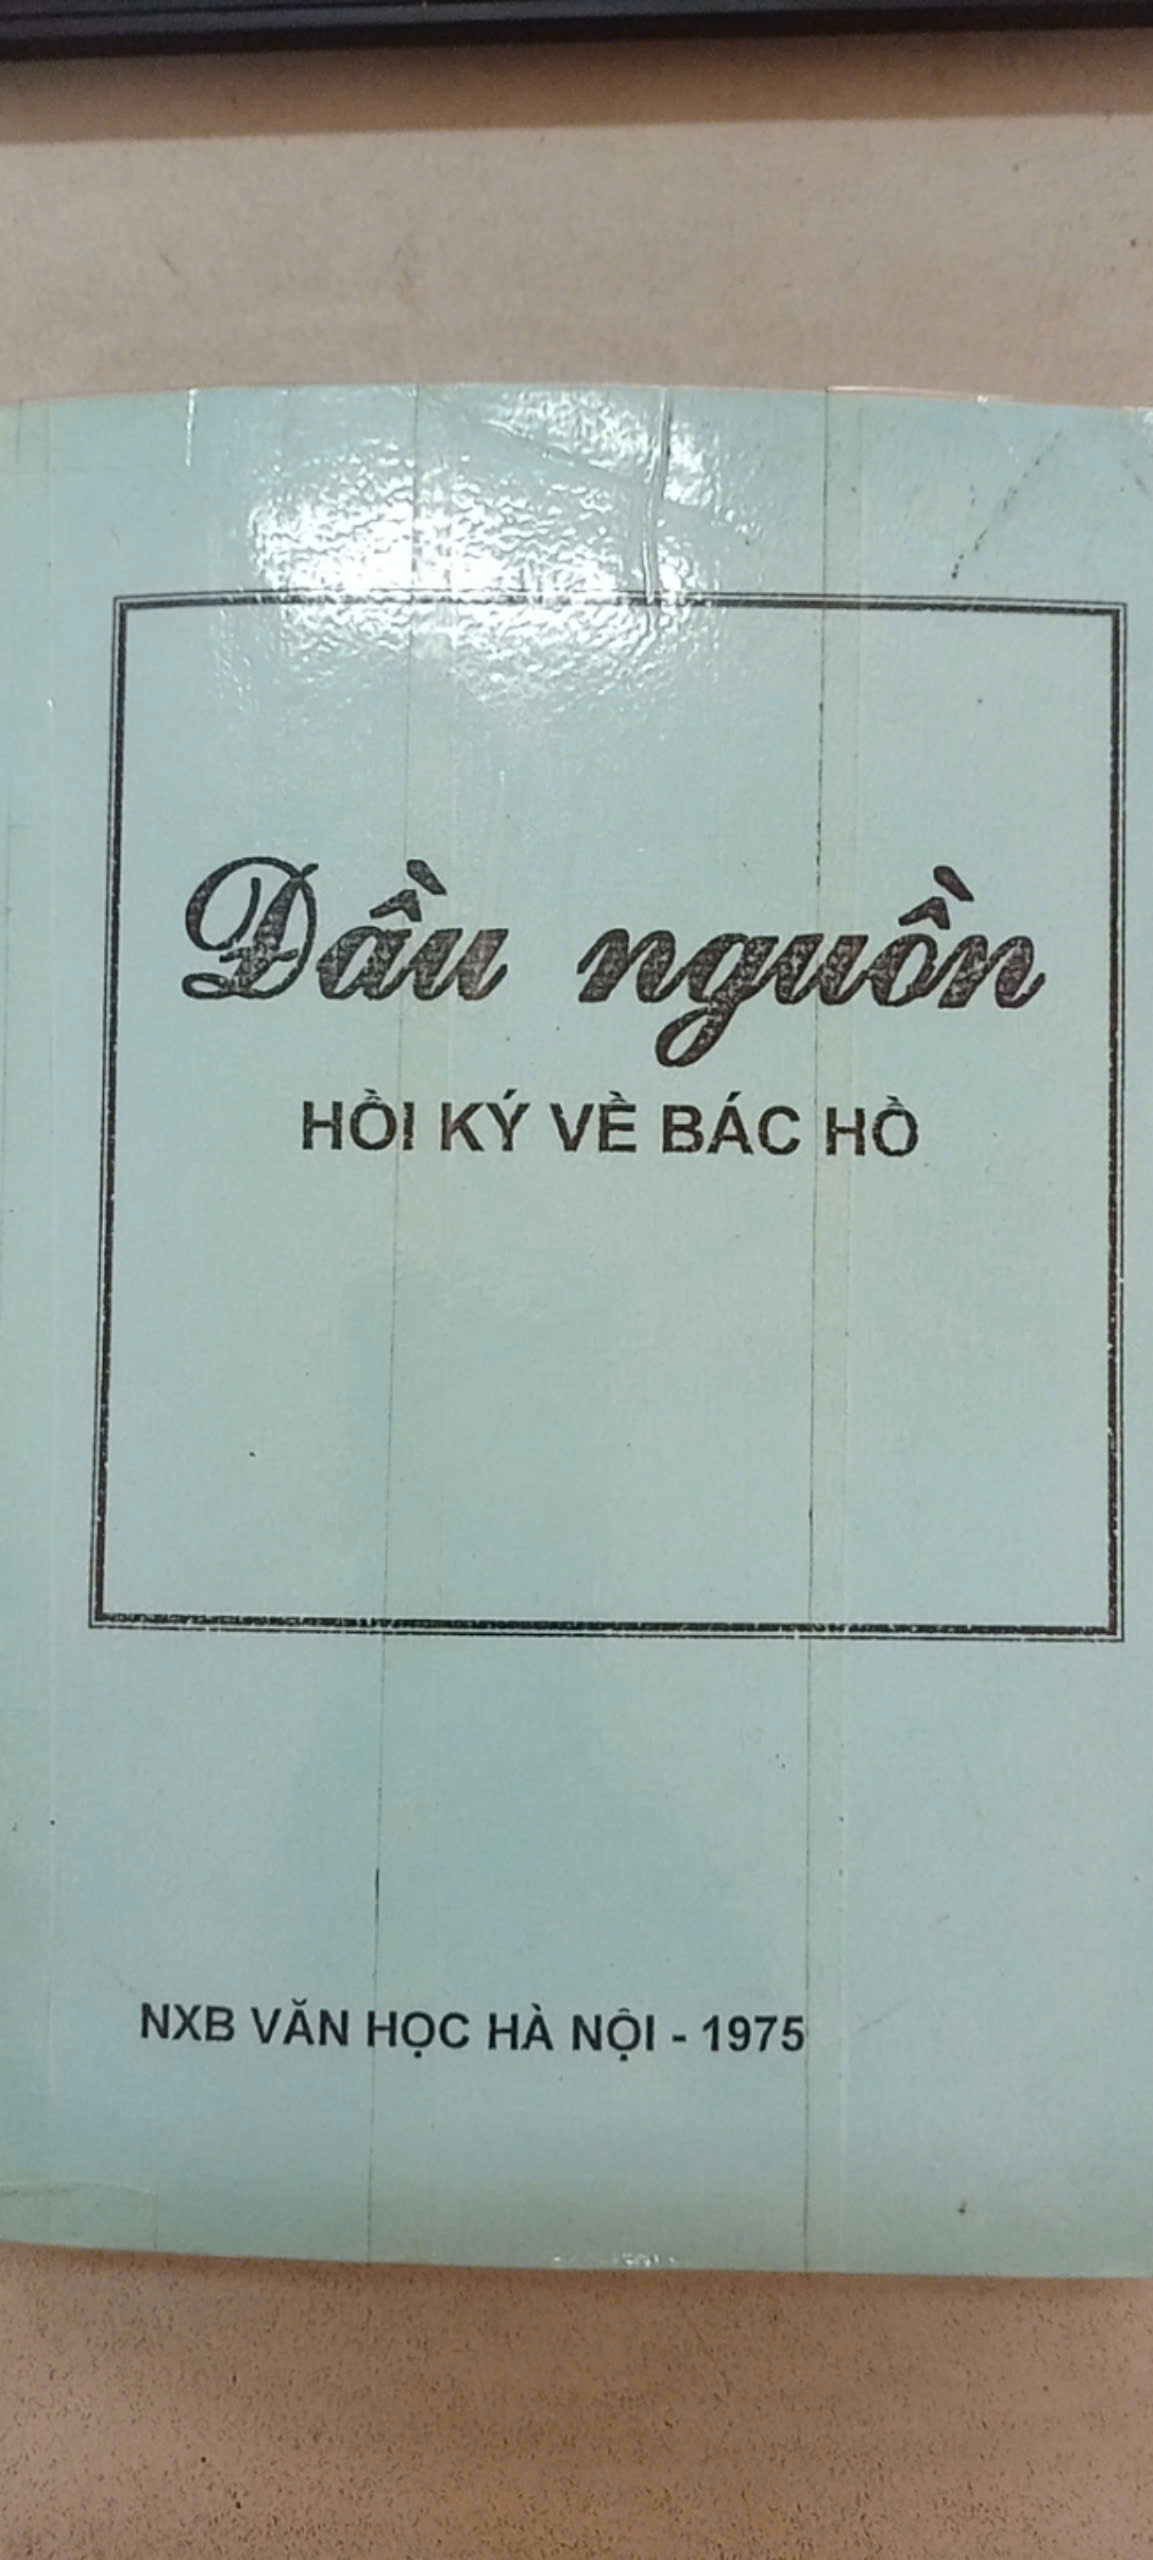 Đầu nguồn
HỒI KÝ VỀ BÁC HỒ
NXB VĂN HỌC HÀ NỘI - 1975